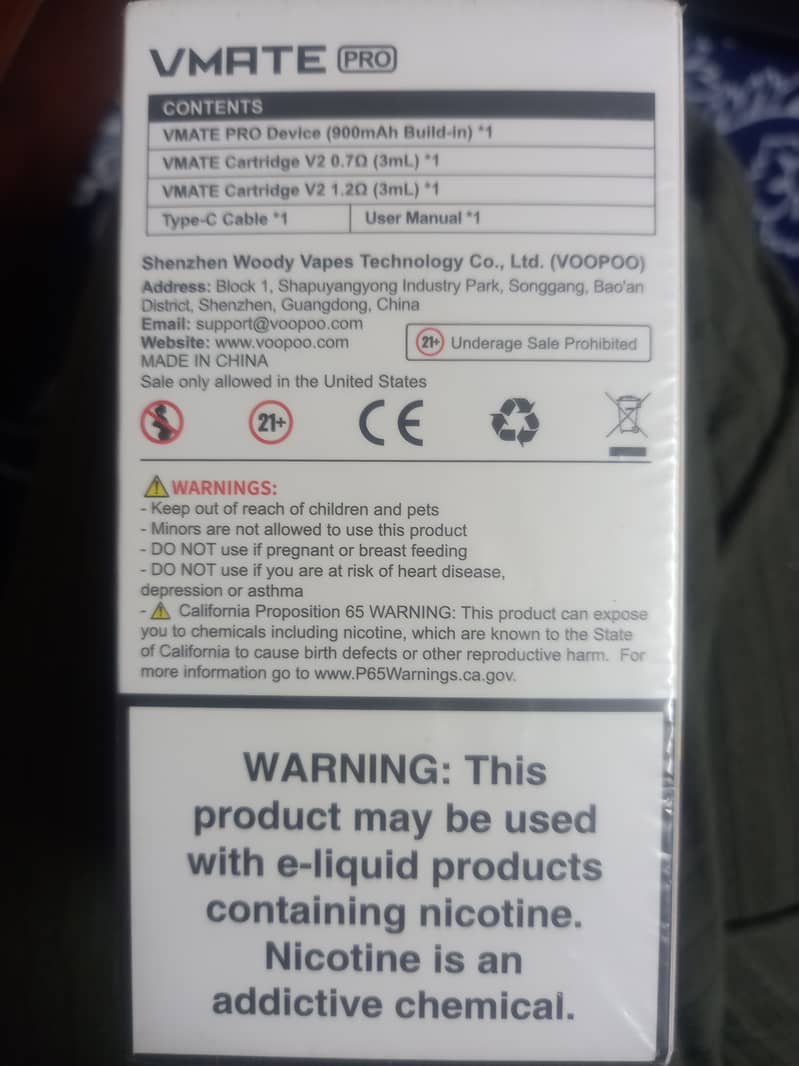 VMATE PRO
CONTENTS
VMATE PRO Device (900mAh Build-in) *1
VMATE Cartridge V2 0.7Ω (3mL) *1
VMATE Cartridge V2 1.2Ω (3mL) *1
Type-C Cable *1 User Manual *1
Shenzhen Woody Vapes Technology Co., Ltd. (VOOPOO)
Address: Block 1, Shapuyangyong Industry Park, Songgang, Bao'an
District, Shenzhen, Guangdong, China
Email: support@voopoo.com
Website: www.voopoo.com
21+ Underage Sale Prohibited
MADE IN CHINA
Sale only allowed in the United States
21+ CE
WARNINGS:
- Keep out of reach of children and pets
- Minors are not allowed to use this product
- DO NOT use if pregnant or breast feeding
- DO NOT use if you are at risk of heart disease,
depression or asthma
- California Proposition 65 WARNING: This product can expose
you to chemicals including nicotine, which are known to the State
of California to cause birth defects or other reproductive harm. For
more information go to www.P65Warnings.ca.gov.
WARNING: This
product may be used
with e-liquid products
containing nicotine.
Nicotine is an
addictive chemical.